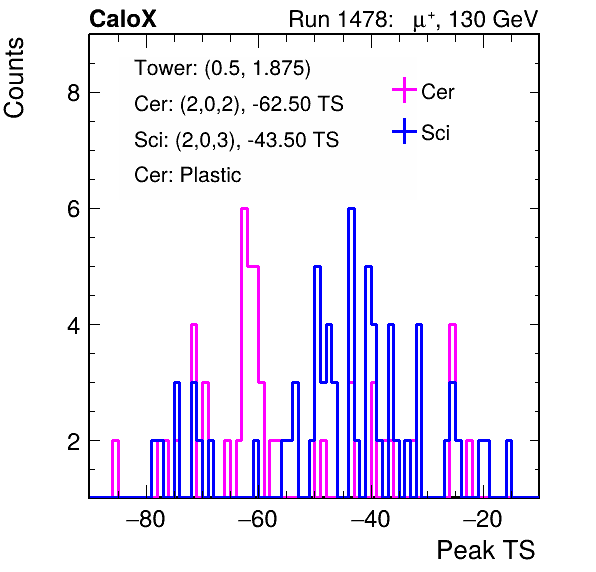 CaloX Run 1478: μ⁺, 130 GeV
Counts
Tower: (0.5, 1.875)
Cer: (2,0,2), -62.50 TS
Sci: (2,0,3), -43.50 TS
Cer: Plastic
Cer
Sci
8
6
4
2
−80 −60 −40 −20
Peak TS